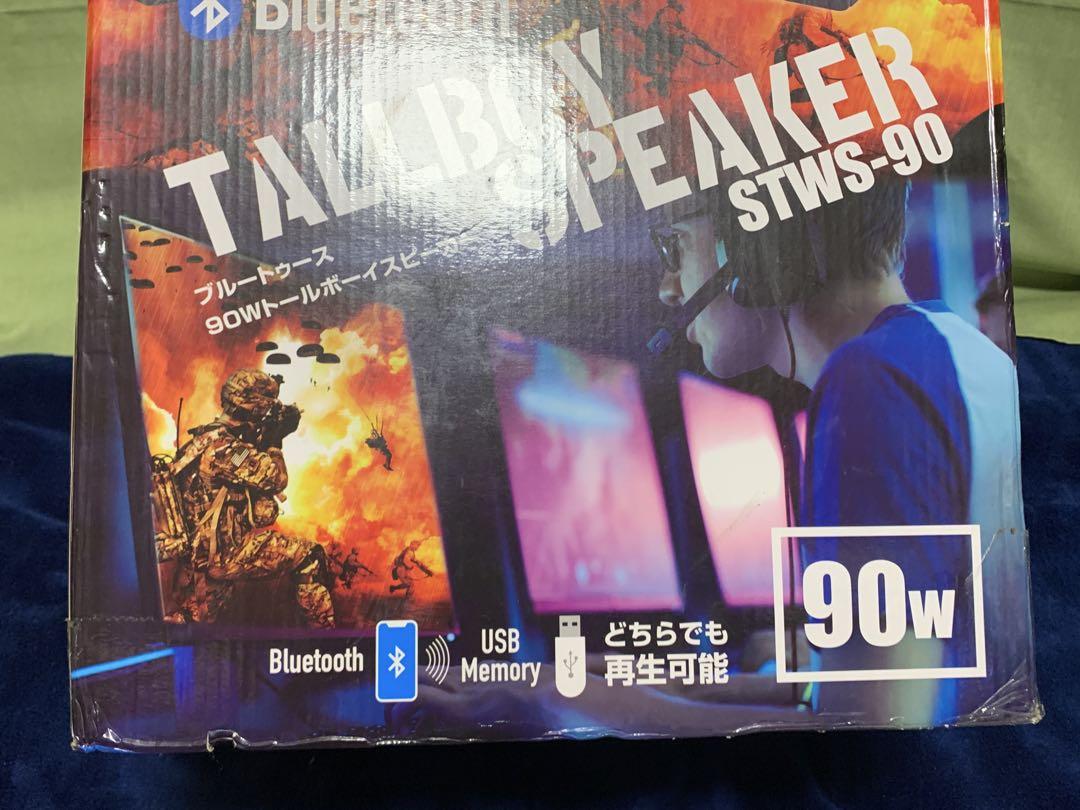 Bluetooth
TALLBOY
SPEAKER
STWS-90
ブルートゥース
90Wトールボーイスピーカー
Bluetooth
USB
Memory
どちらでも
再生可能
90W